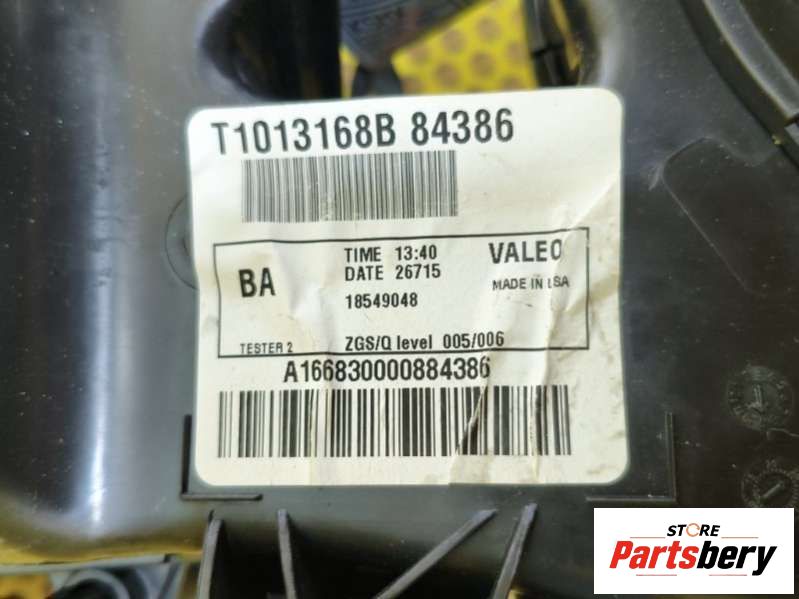 T1013168B 84386
BA
TIME 13:40
DATE 26715
18549048
VALEO
MADE IN USA
TESTER 2
ZGS/Q level 005/006
A166830000884386
STORE
Partsbery